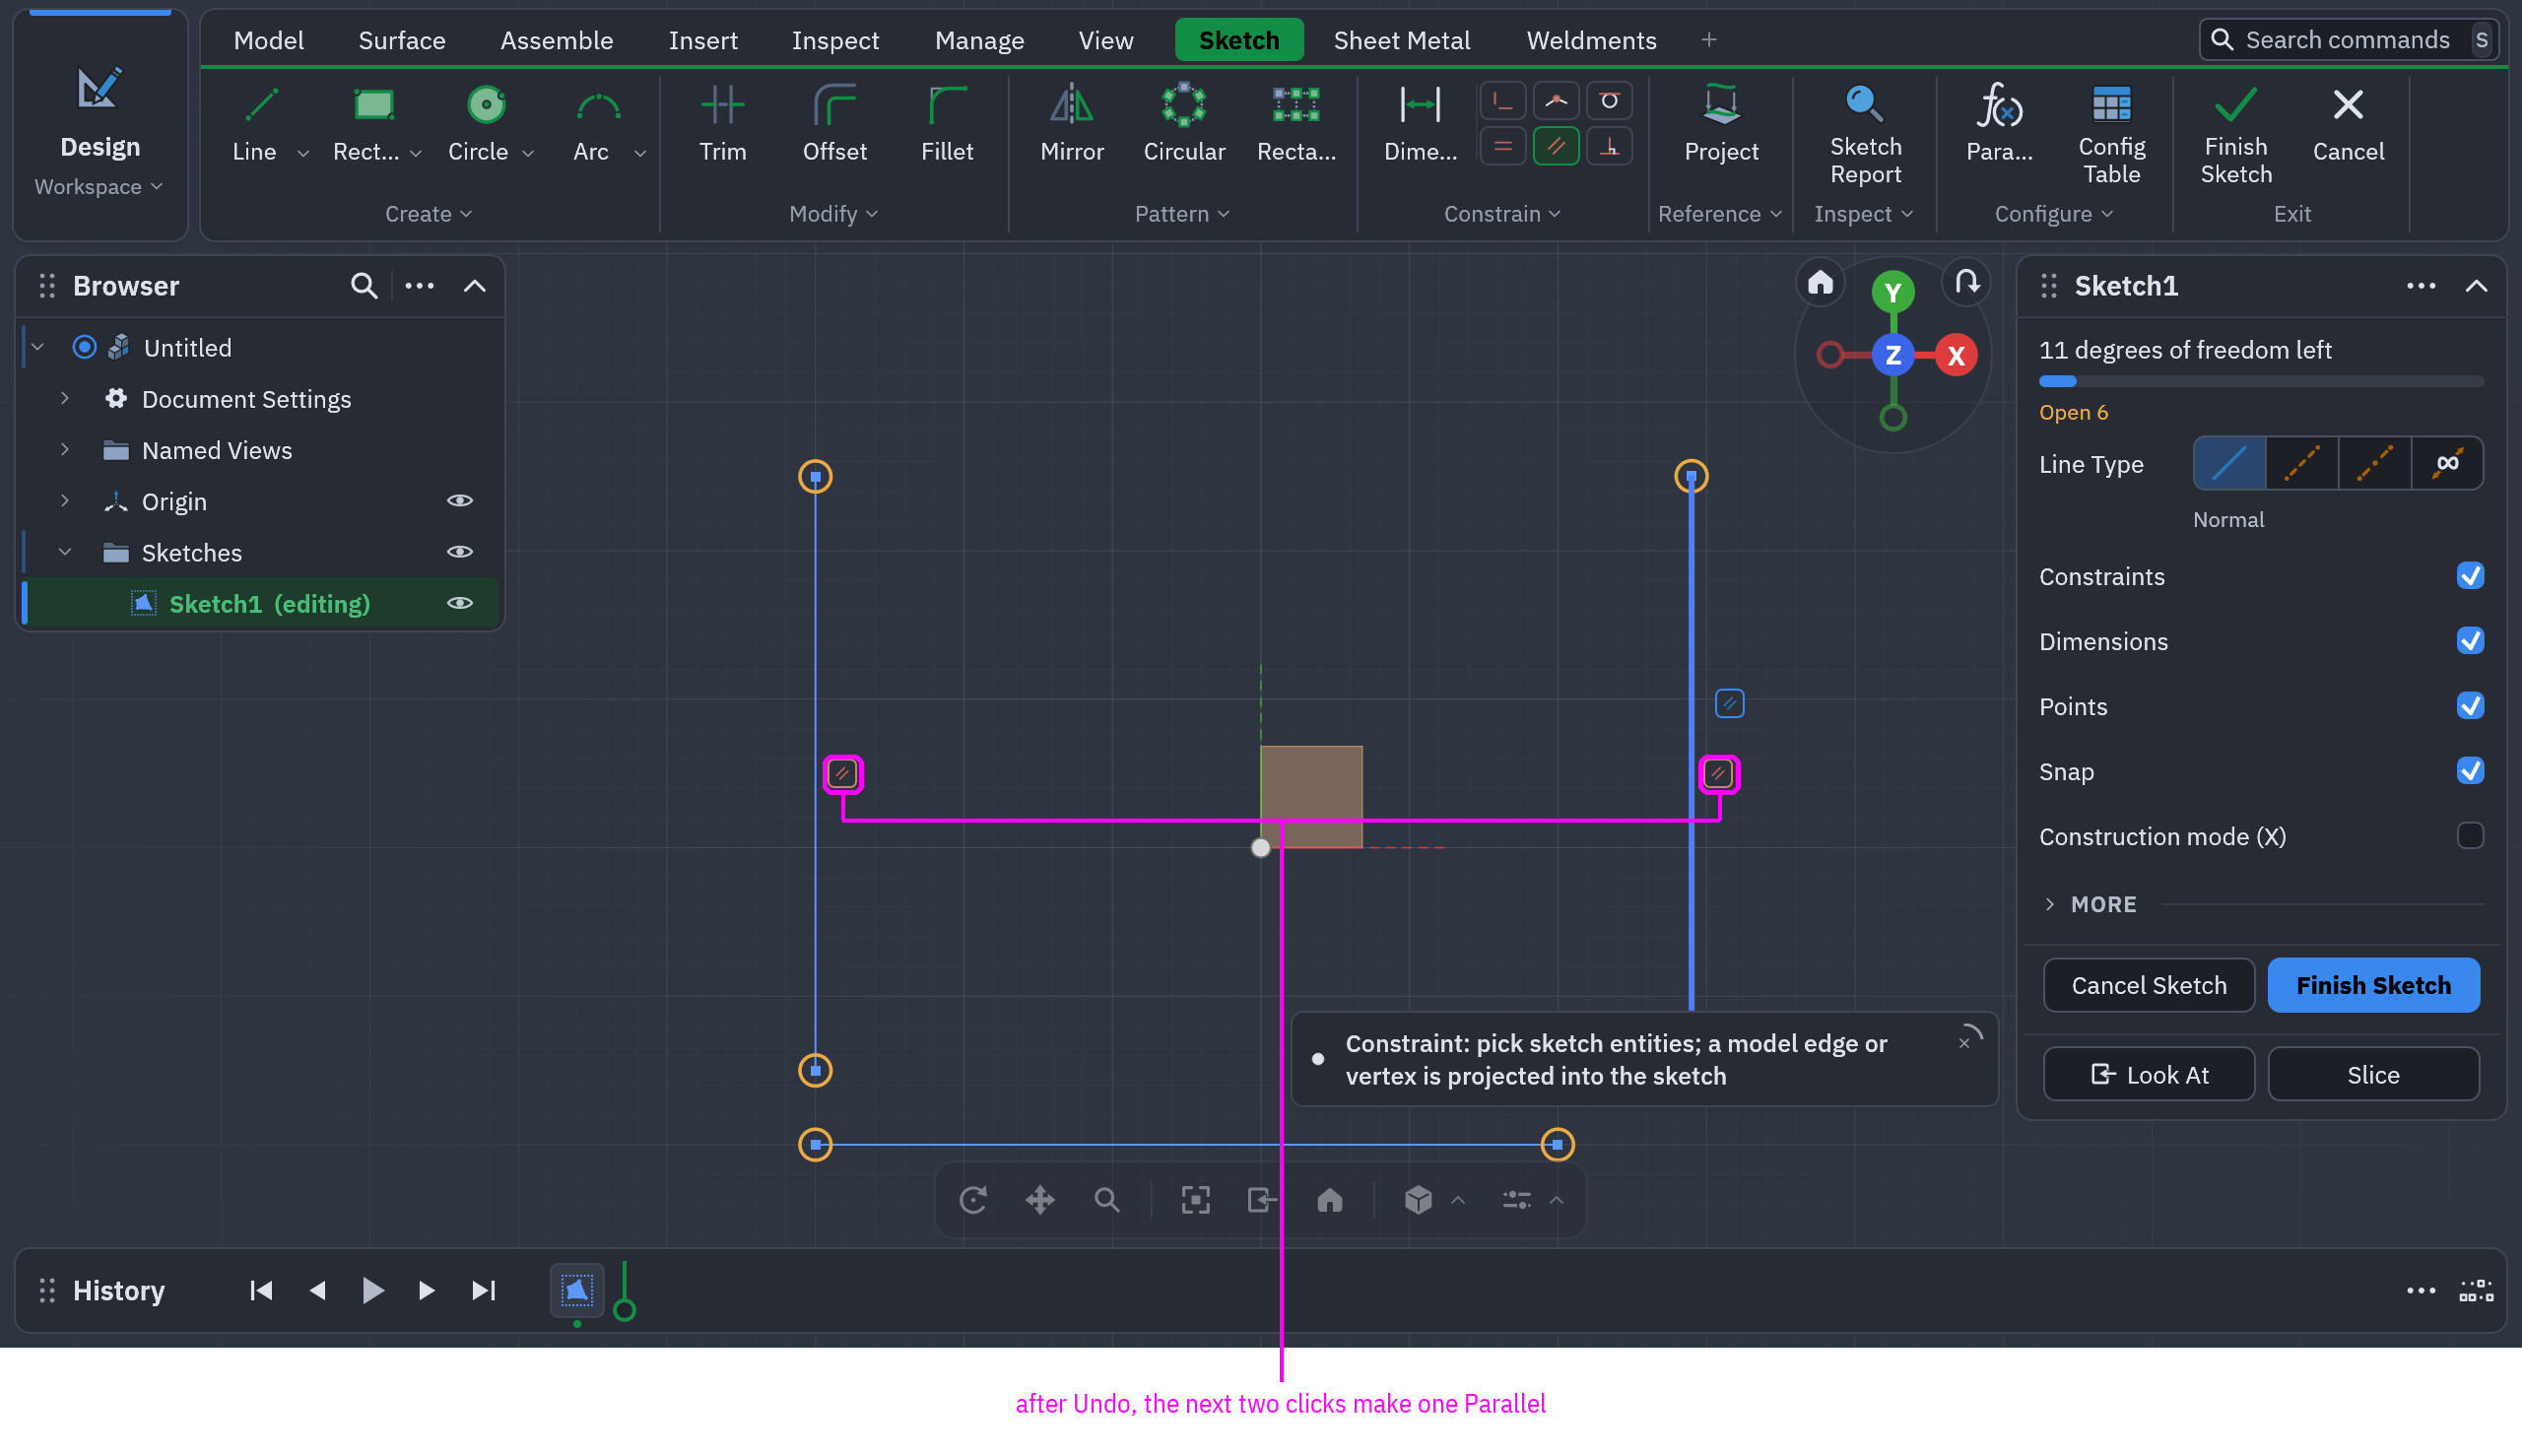 Model Surface Assemble Insert Inspect Manage View Sketch Sheet Metal Weldments + Search commands S
Design
Workspace
Line Rect... Circle Arc Trim Offset Fillet Mirror Circular Recta... Dime... Project Sketch Report Para... Config Table Finish Sketch Cancel
Create Modify Pattern Constrain Reference Inspect Configure Exit
Browser
Untitled
Document Settings
Named Views
Origin
Sketches
Sketch1 (editing)
Y
Z X
Sketch1
11 degrees of freedom left
Open 6
Line Type
Normal
Constraints
Dimensions
Points
Snap
Construction mode (X)
MORE
Cancel Sketch Finish Sketch
Look At Slice
Constraint: pick sketch entities; a model edge or
vertex is projected into the sketch
History
after Undo, the next two clicks make one Parallel